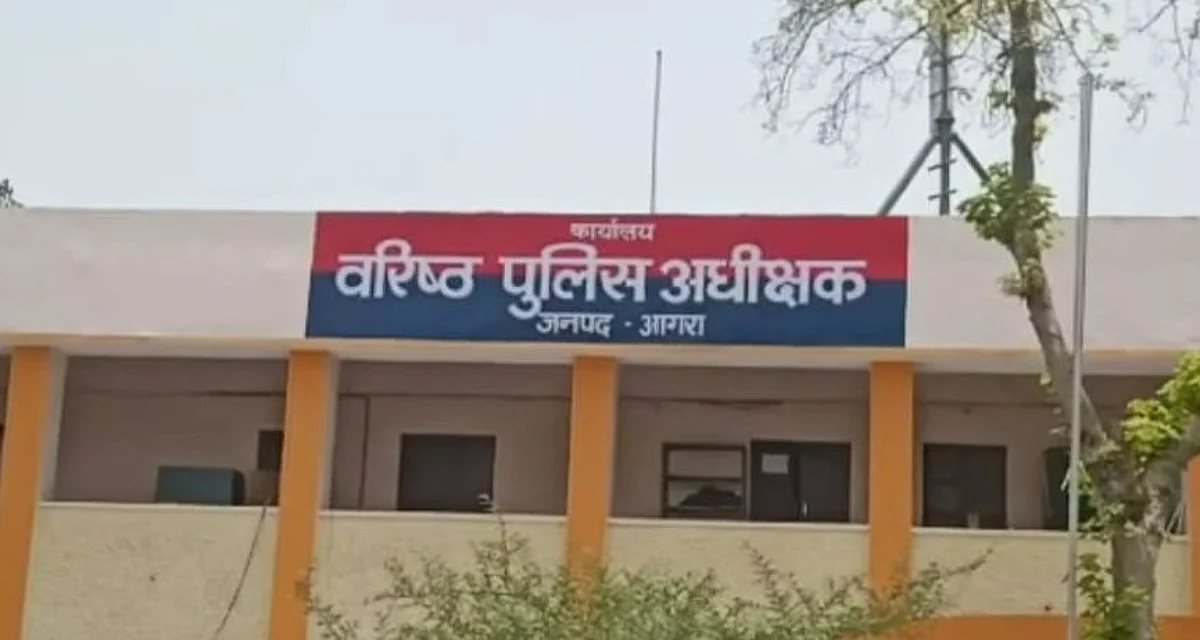 कार्यालय
वरिष्ठ पुलिस अधीक्षक
जनपद - आगरा